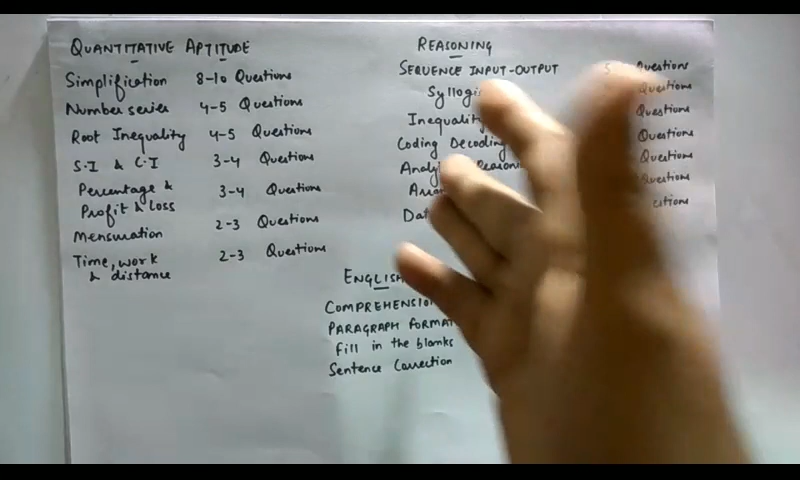 QUANTITATIVE APTITUDE
Simplification 8-10 Questions
Number series 4-5 Questions
Root Inequality 4-5 Questions
S.I & C.I 3-4 Questions
Percentage &
Profit & Loss 3-4 Questions
Mensuration 2-3 Questions
Time, work
& distance 2-3 Questions
REASONING
SEQUENCE INPUT-OUTPUT 5 Questions
Questions
Inequality Questions
Coding Decoding Questions
Questions
Questions
ENGLISH
COMPREHENSION
PARAGRAPH
Fill in the blanks
Sentence Correction